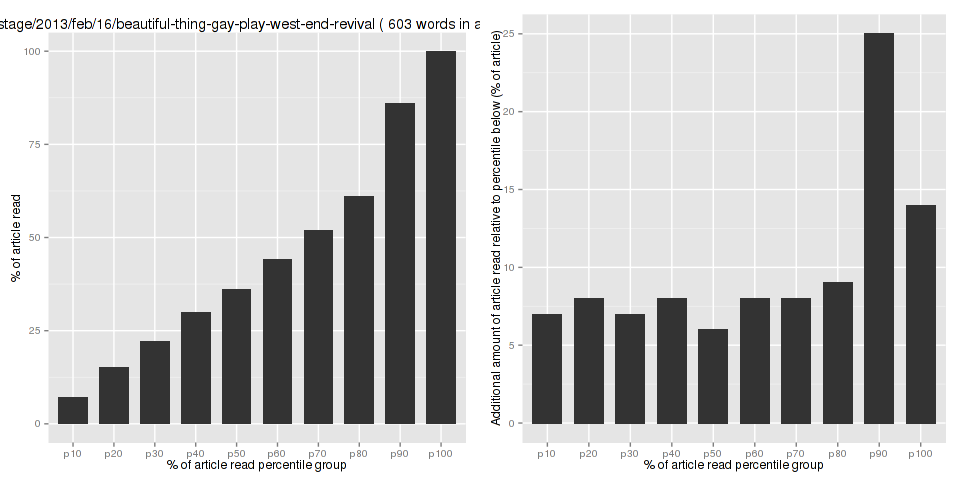 stage/2013/feb/16/beautiful-thing-gay-play-west-end-revival ( 603 words in a
100
75
50
25
0
% of article read
p10 p20 p30 p40 p50 p60 p70 p80 p90 p100
% of article read percentile group
25
20
15
10
5
0
Additional amount of article read relative to percentile below (% of article)
p10 p20 p30 p40 p50 p60 p70 p80 p90 p100
% of article read percentile group